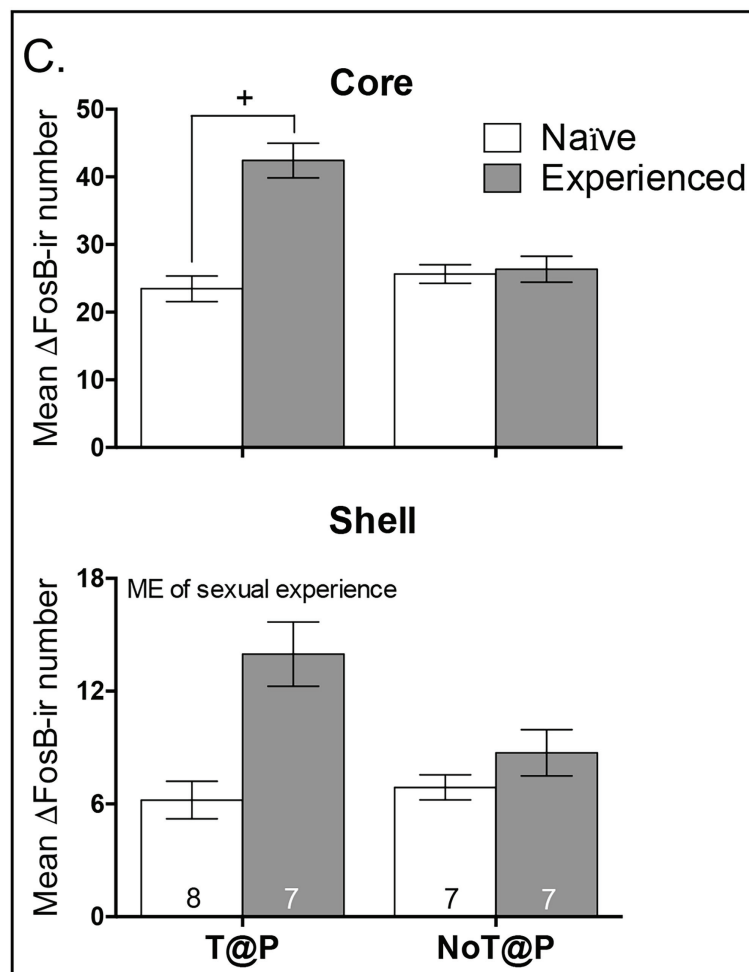 C.
Core
+
Naïve
Experienced
Mean ΔFosB-ir number
50
40
30
20
10
0
Shell
ME of sexual experience
Mean ΔFosB-ir number
18
12
6
0
8 7 7 7
T@P NoT@P